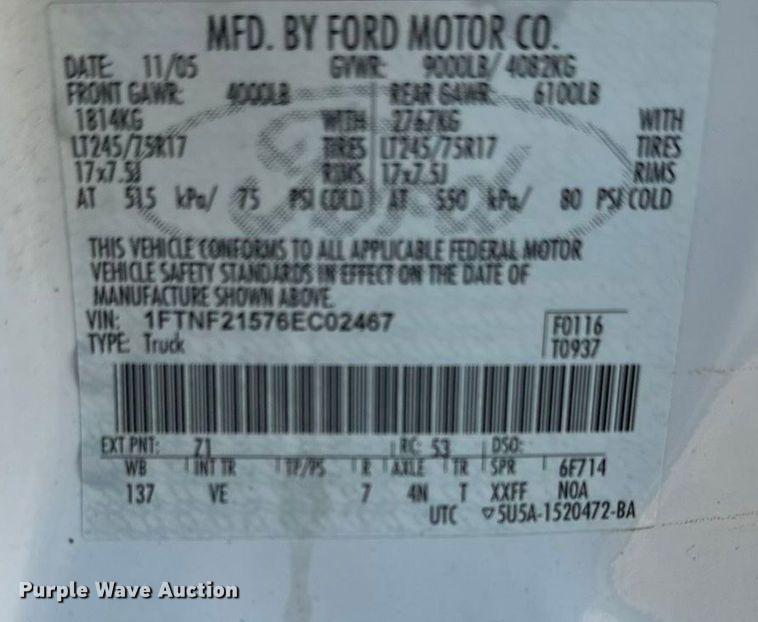 MFD. BY FORD MOTOR CO.
DATE: 11/05 GVWR: 9000LB/ 4082KG
FRONT GAWR: 4000LB REAR GAWR: 6100LB
1814KG WITH 2767KG WITH
LT245/75R17 TIRES LT245/75R17 TIRES
17x7.5J RIMS 17x7.5J RIMS
AT 515 kPa/ 75 PSI COLD AT 550 kPa/ 80 PSI COLD
Ford
THIS VEHICLE CONFORMS TO ALL APPLICABLE FEDERAL MOTOR
VEHICLE SAFETY STANDARDS IN EFFECT ON THE DATE OF
MANUFACTURE SHOWN ABOVE.
VIN: 1FTNF21576EC02467 F0116
TYPE: Truck T0937
EXT PNT: Z1 RC: 53 DSO:
WB INT TR TP/PS R AXLE TR SPR 6F714
137 VE 7 4N T XXFF NOA
UTC ▽5U5A-1520472-BA
Purple Wave Auction